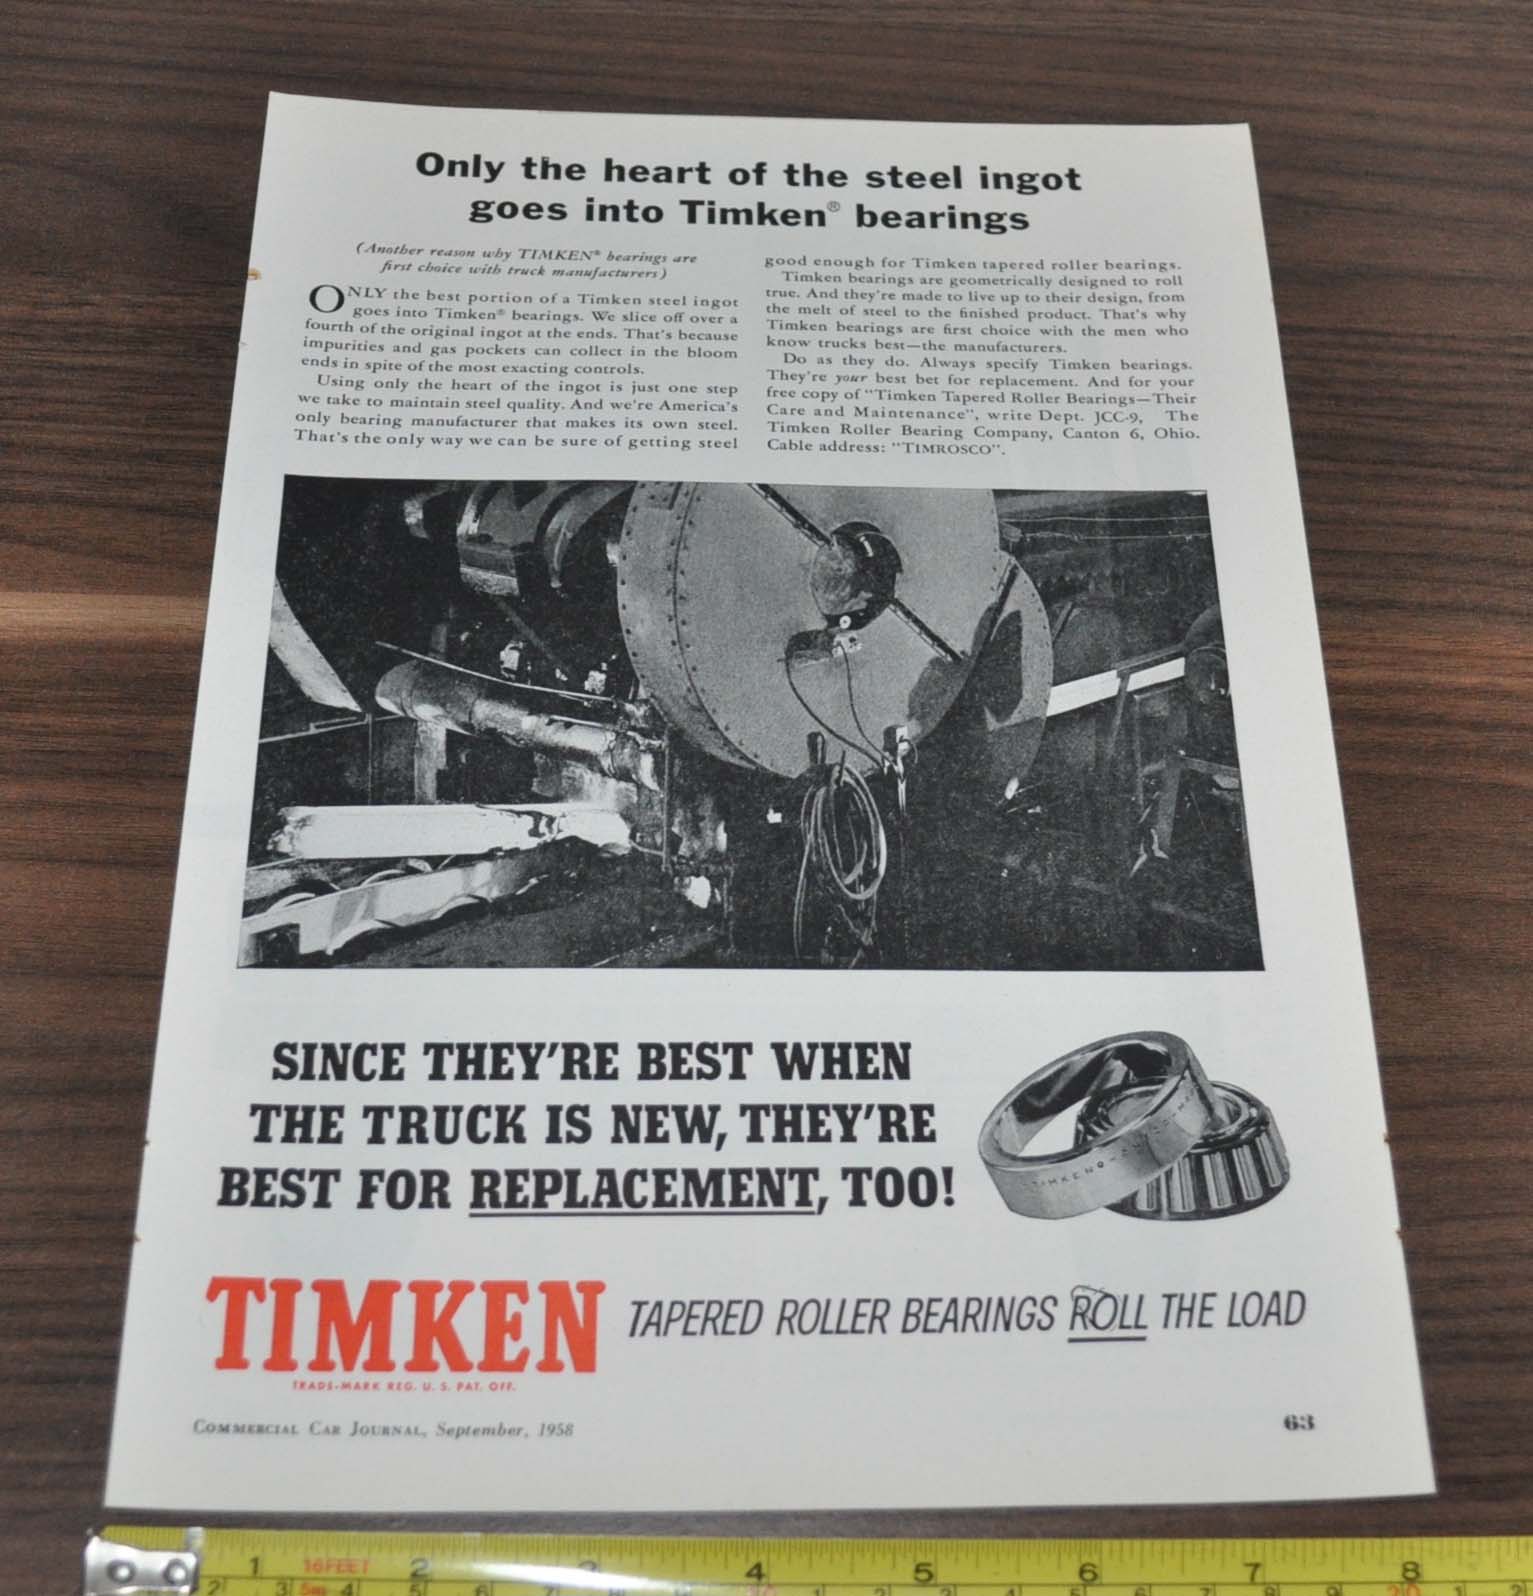 Only the heart of the steel ingot
goes into Timken® bearings
(Another reason why TIMKEN® bearings are
first choice with truck manufacturers)
ONLY the best portion of a Timken steel ingot
goes into Timken® bearings. We slice off over a
fourth of the original ingot at the ends. That's because
impurities and gas pockets can collect in the bloom
ends in spite of the most exacting controls.
Using only the heart of the ingot is just one step
we take to maintain steel quality. And we're America's
only bearing manufacturer that makes its own steel.
That's the only way we can be sure of getting steel
good enough for Timken tapered roller bearings.
Timken bearings are geometrically designed to roll
true. And they're made to live up to their design, from
the melt of steel to the finished product. That's why
Timken bearings are first choice with the men who
know trucks best—the manufacturers.
Do as they do. Always specify Timken bearings.
They're your best bet for replacement. And for your
free copy of "Timken Tapered Roller Bearings—Their
Care and Maintenance", write Dept. JCC-9, The
Timken Roller Bearing Company, Canton 6, Ohio.
Cable address: "TIMROSCO".
SINCE THEY'RE BEST WHEN
THE TRUCK IS NEW, THEY'RE
BEST FOR REPLACEMENT, TOO!
TIMKEN
TIMKEN TAPERED ROLLER BEARINGS ROLL THE LOAD
TRADE-MARK REG. U. S. PAT. OFF.
COMMERCIAL CAR JOURNAL, September, 1958
63
1 16FEET 2 3 4 5 6 7 8
2 3 5m 4 5 6 7